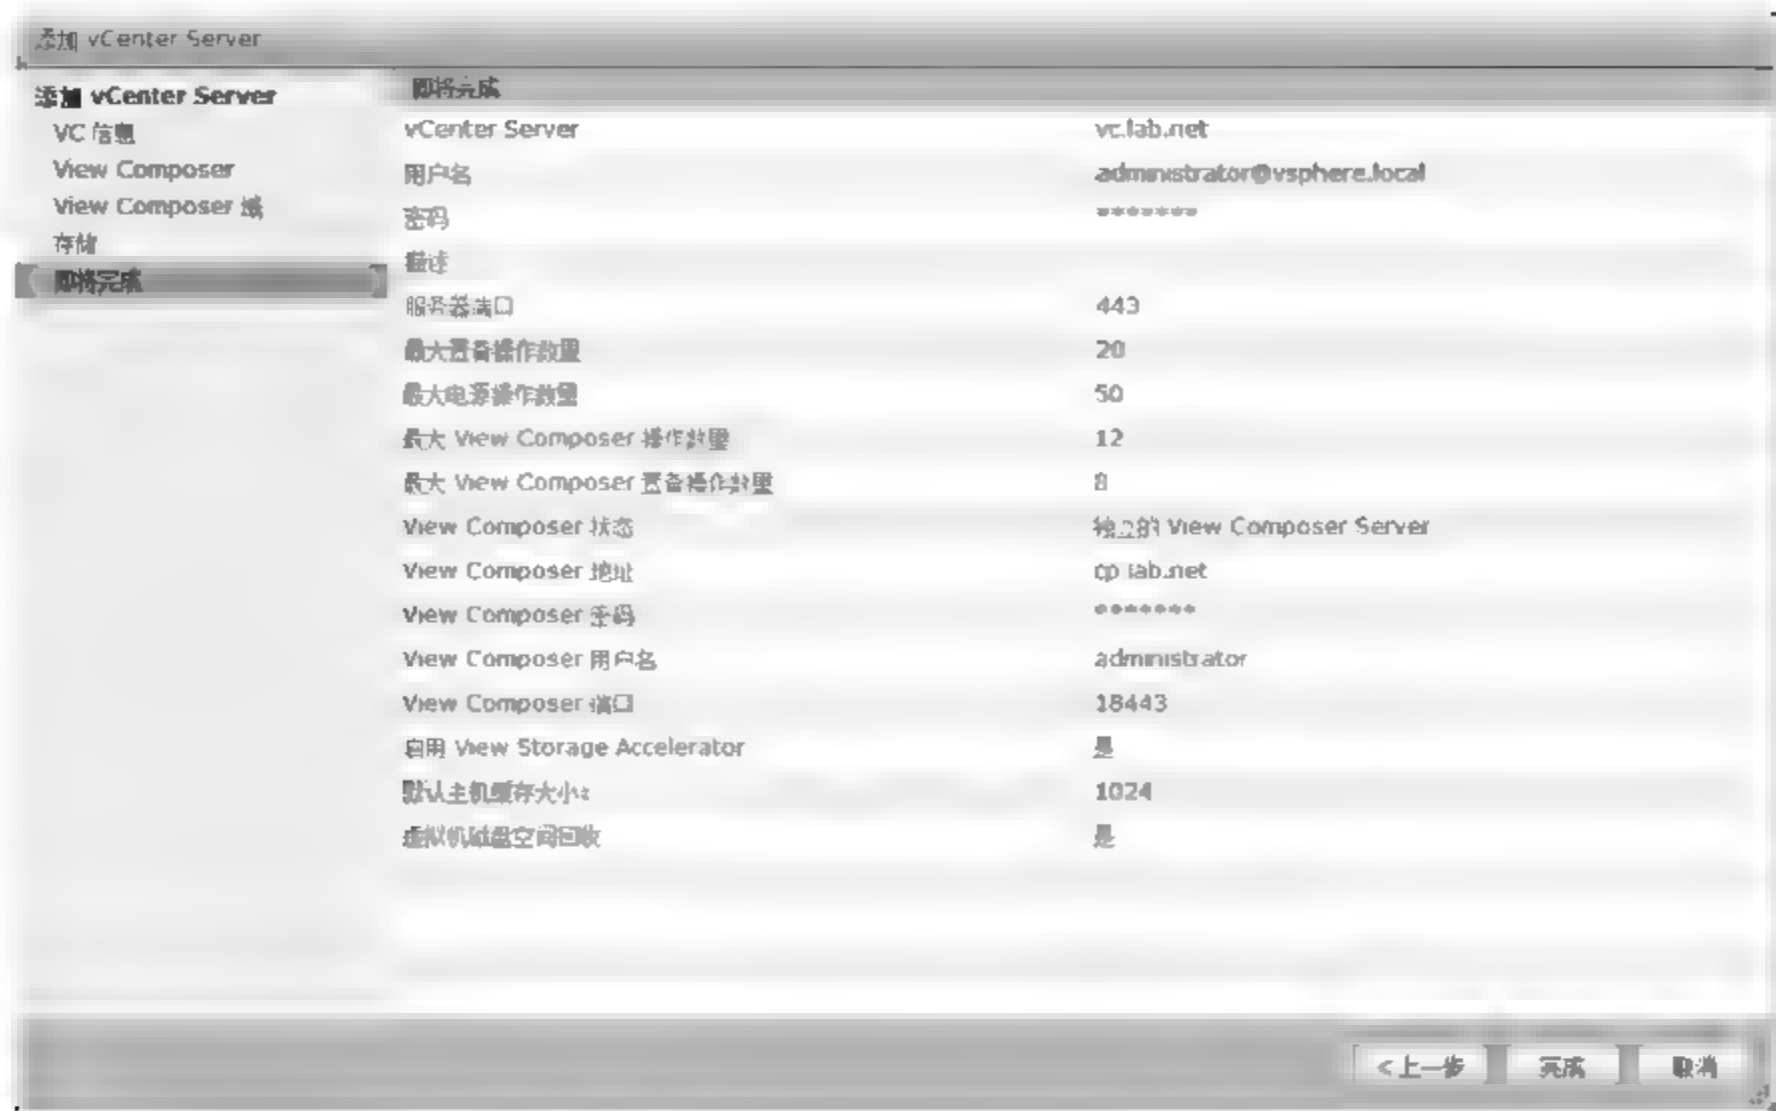 添加 vCenter Server
添加 vCenter Server
VC 信息
View Composer
View Composer 域
存储
即将完成
即将完成
vCenter Server vc.lab.net
用户名 administrator@vsphere.local
密码 *******
描述
服务器端口 443
最大置备操作数量 20
最大电源操作数量 50
最大 View Composer 操作数量 12
最大 View Composer 置备操作数量 8
View Composer 状态 独立的 View Composer Server
View Composer 地址 cp.lab.net
View Composer 密码 *******
View Composer 用户名 administrator
View Composer 端口 18443
启用 View Storage Accelerator 是
默认主机缓存大小: 1024
虚拟机磁盘空间回收 是
<上一步 完成 取消